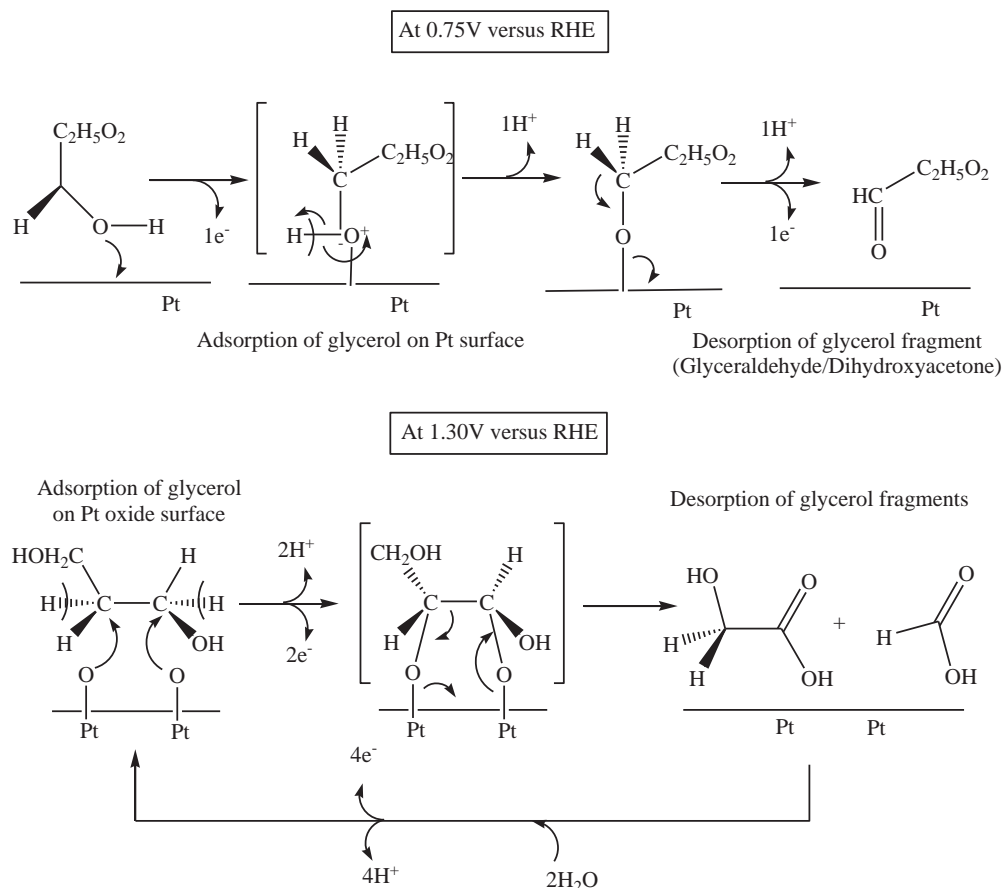 At 0.75V versus RHE
C₂H₅O₂
H
O
H
1e⁻
Pt
H
H
C₂H₅O₂
C
H
O⁺
-
Pt
Adsorption of glycerol on Pt surface
1H⁺
H
H
C₂H₅O₂
C
O
Pt
1H⁺
1e⁻
C₂H₅O₂
HC
O
Pt
Desorption of glycerol fragment
(Glyceraldehyde/Dihydroxyacetone)
At 1.30V versus RHE
Adsorption of glycerol
on Pt oxide surface
HOH₂C
H
H
C
C
H
H
OH
O
O
Pt
Pt
2H⁺
2e⁻
CH₂OH
H
C
C
H
OH
O
O
Pt
Pt
Desorption of glycerol fragments
HO
O
H
H
OH
+
O
H
OH
Pt
Pt
4e⁻
4H⁺
2H₂O